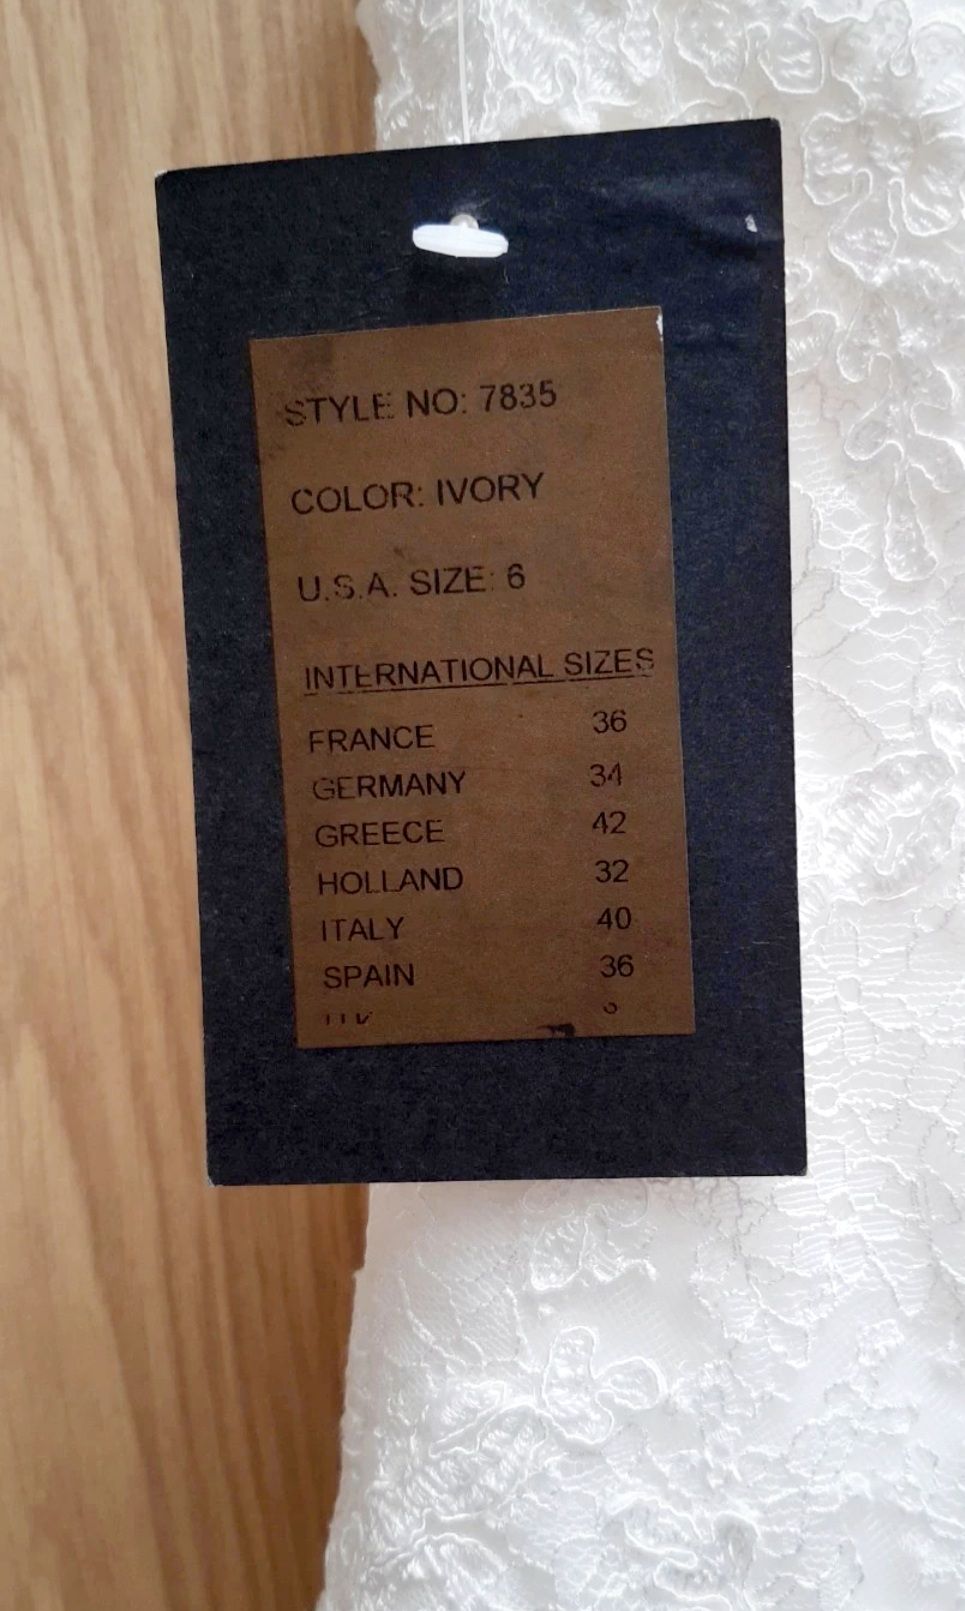 STYLE NO: 7835
COLOR: IVORY
U.S.A. SIZE: 6
INTERNATIONAL SIZES
FRANCE 36
GERMANY 34
GREECE 42
HOLLAND 32
ITALY 40
SPAIN 36